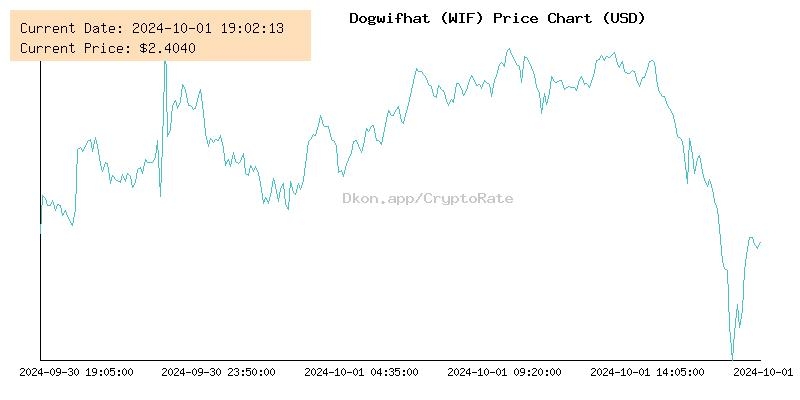 Dogwifhat (WIF) Price Chart (USD)
Current Date: 2024-10-01 19:02:13
Current Price: $2.4040
Dkon.app/CryptoRate
2024-09-30 19:05:00 2024-09-30 23:50:00 2024-10-01 04:35:00 2024-10-01 09:20:00 2024-10-01 14:05:00 2024-10-01